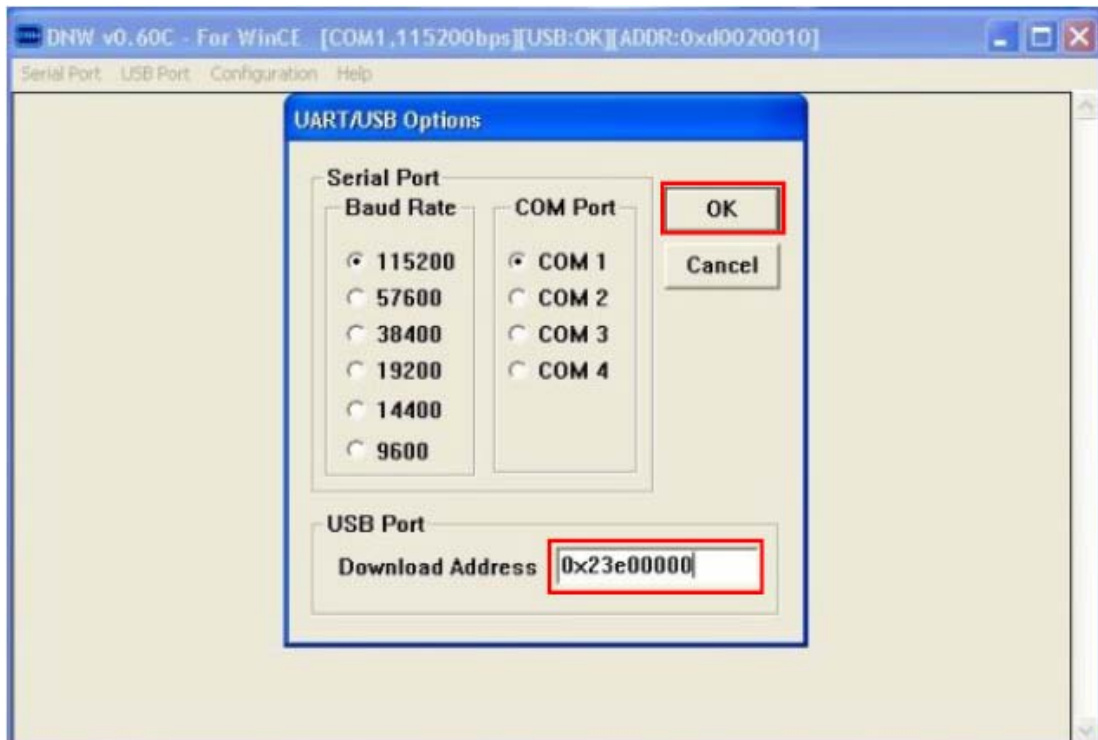 DNW v0.60C - For WinCE [COM1,115200bps][USB:OK][ADDR:0xd0020010]
Serial Port USB Port Configuration Help
UART/USB Options
Serial Port
Baud Rate COM Port OK
115200 COM 1 Cancel
57600 COM 2
38400 COM 3
19200 COM 4
14400
9600
USB Port
Download Address 0x23e00000